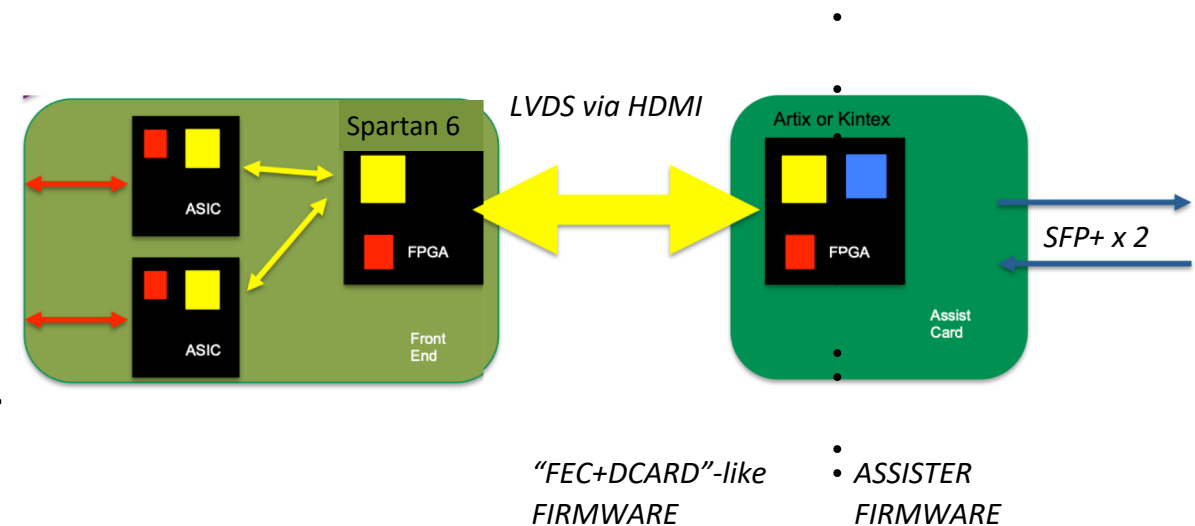 LVDS via HDMI
Spartan 6
Artix or Kintex
ASIC
FPGA
FPGA
SFP+ x 2
ASIC
Front
End
Assist
Card
“FEC+DCARD”-like
FIRMWARE
• ASSISTER
FIRMWARE